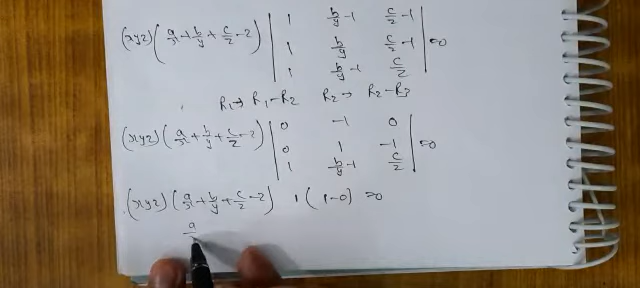 (xyz) (a/x + b/y + c/z - 2) | 1 b/y - 1 c/z - 1 |
| 1 b/y c/z - 1 | = 0
| 1 b/y - 1 c/z |
R1 → R1 - R2 R2 → R2 - R3
(xyz) (a/x + b/y + c/z - 2) | 0 -1 0 |
| 0 1 -1 | = 0
| 1 b/y - 1 c/z |
(xyz) (a/x + b/y + c/z - 2) 1 (1 - 0) = 0
a